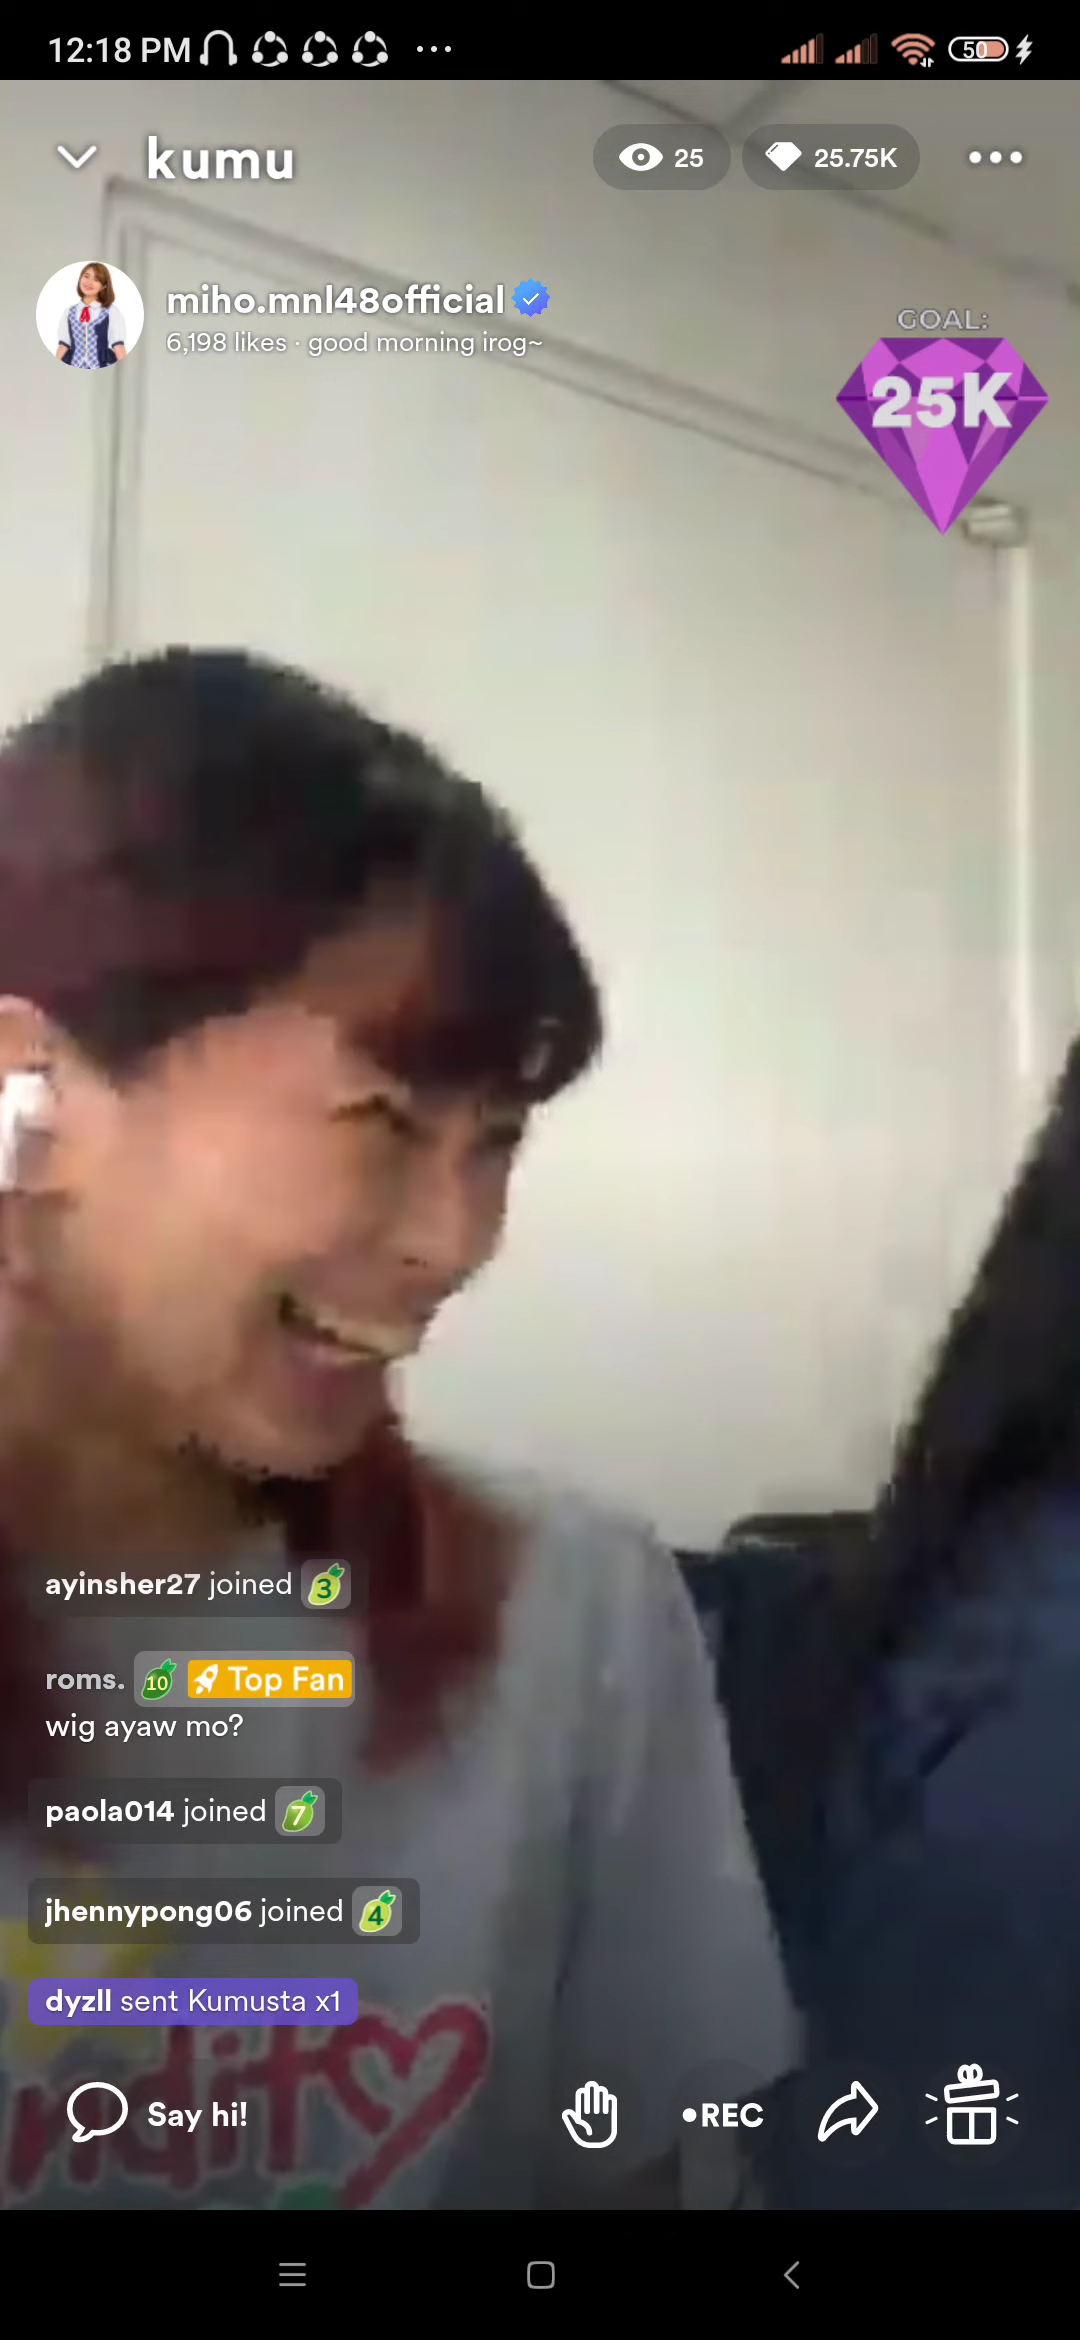 12:18 PM
50
kumu
25
25.75K
miho.mnl48official
6,198 likes · good morning irog~
GOAL:
25K
ayinsher27 joined 3
roms. 10 Top Fan
wig ayaw mo?
paola014 joined 7
jhennypong06 joined 4
dyzll sent Kumusta x1
Say hi!
•REC